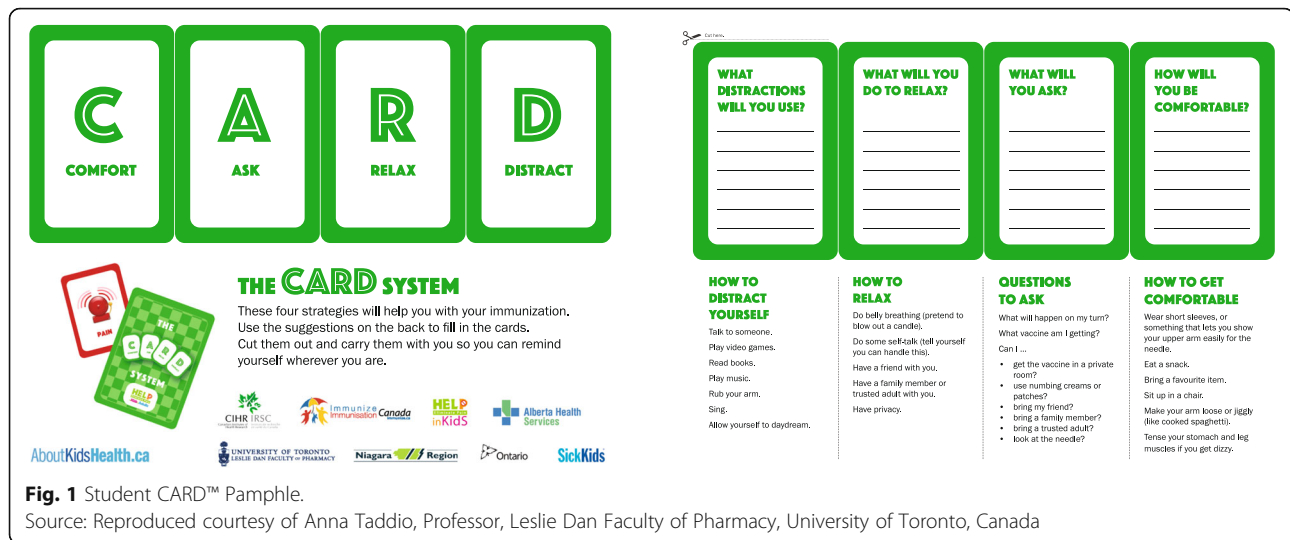 C
COMFORT
A
ASK
R
RELAX
D
DISTRACT
PAIN
THE
CARD
SYSTEM
HELP
THE CARD SYSTEM
These four strategies will help you with your immunization.
Use the suggestions on the back to fill in the cards.
Cut them out and carry them with you so you can remind
yourself wherever you are.
CIHR IRSC
Immunize
Immunisation Canada
HELP
inKidS
Alberta Health
Services
AboutKidsHealth.ca
UNIVERSITY OF TORONTO
LESLIE DAN FACULTY OF PHARMACY
Niagara Region
Ontario
SickKids
Cut here.
WHAT
DISTRACTIONS
WILL YOU USE?
WHAT WILL YOU
DO TO RELAX?
WHAT WILL
YOU ASK?
HOW WILL
YOU BE
COMFORTABLE?
HOW TO
DISTRACT
YOURSELF
Talk to someone.
Play video games.
Read books.
Play music.
Rub your arm.
Sing.
Allow yourself to daydream.
HOW TO
RELAX
Do belly breathing (pretend to
blow out a candle).
Do some self-talk (tell yourself
you can handle this).
Have a friend with you.
Have a family member or
trusted adult with you.
Have privacy.
QUESTIONS
TO ASK
What will happen on my turn?
What vaccine am I getting?
Can I ...
• get the vaccine in a private
room?
• use numbing creams or
patches?
• bring my friend?
• bring a family member?
• bring a trusted adult?
• look at the needle?
HOW TO GET
COMFORTABLE
Wear short sleeves, or
something that lets you show
your upper arm easily for the
needle.
Eat a snack.
Bring a favourite item.
Sit up in a chair.
Make your arm loose or jiggly
(like cooked spaghetti).
Tense your stomach and leg
muscles if you get dizzy.
Fig. 1 Student CARD™ Pamphle.
Source: Reproduced courtesy of Anna Taddio, Professor, Leslie Dan Faculty of Pharmacy, University of Toronto, Canada